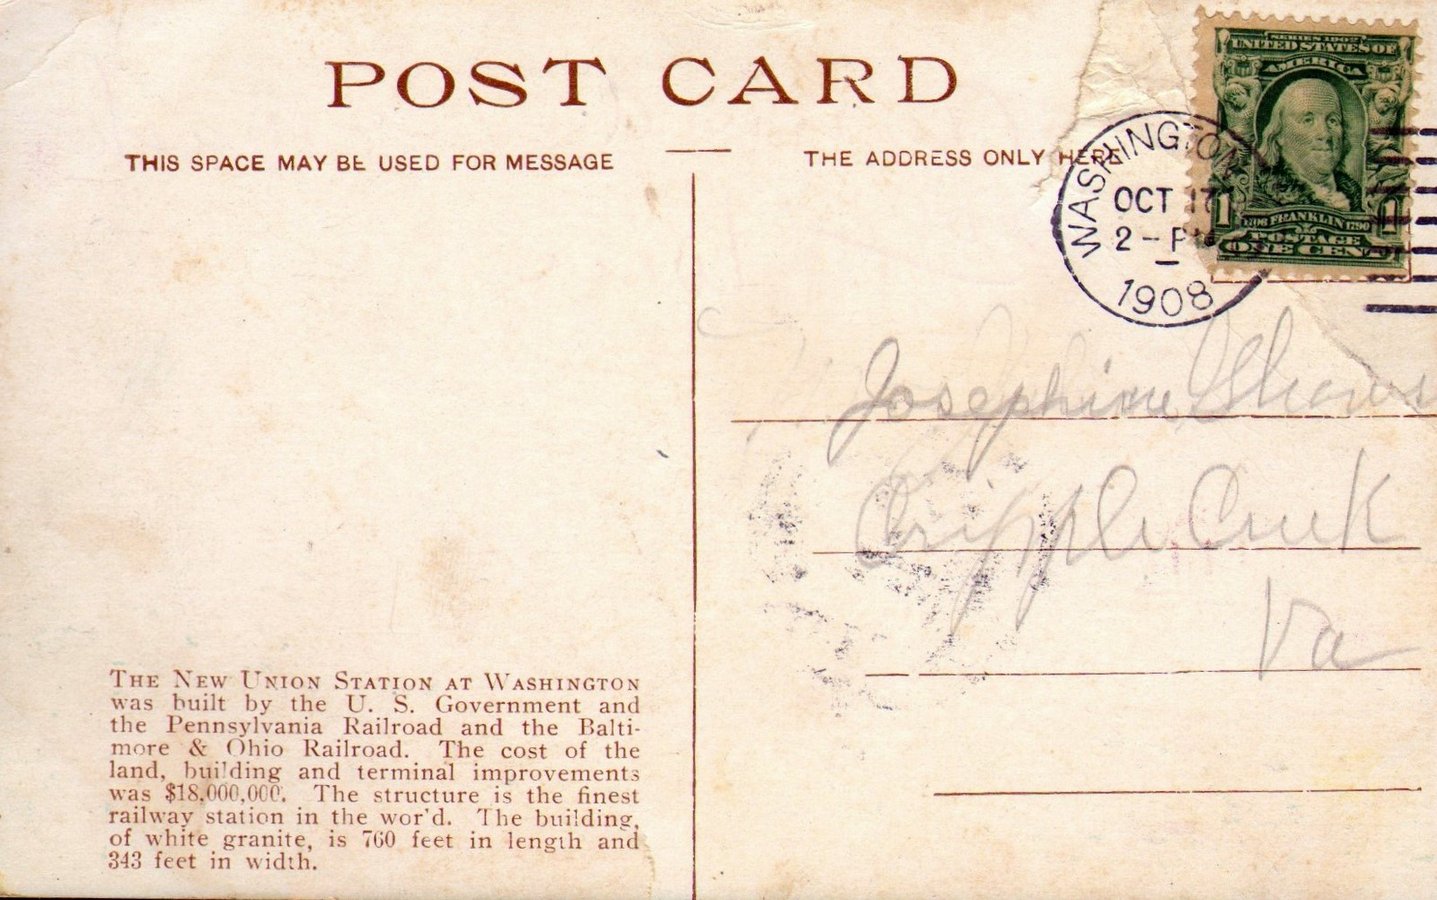 POST CARD
THIS SPACE MAY BE USED FOR MESSAGE
THE ADDRESS ONLY HERE
SERIES 1902
UNITED STATES OF
AMERICA
1 1706 FRANKLIN 1790 1
POSTAGE
ONE CENT
WASHINGTON
OCT 17
2 - PM
1908
Josephine
Cripple Creek
Va
THE NEW UNION STATION AT WASHINGTON
was built by the U. S. Government and
the Pennsylvania Railroad and the Balti-
more & Ohio Railroad. The cost of the
land, building and terminal improvements
was $18,000,000. The structure is the finest
railway station in the wor'd. The building,
of white granite, is 760 feet in length and
343 feet in width.